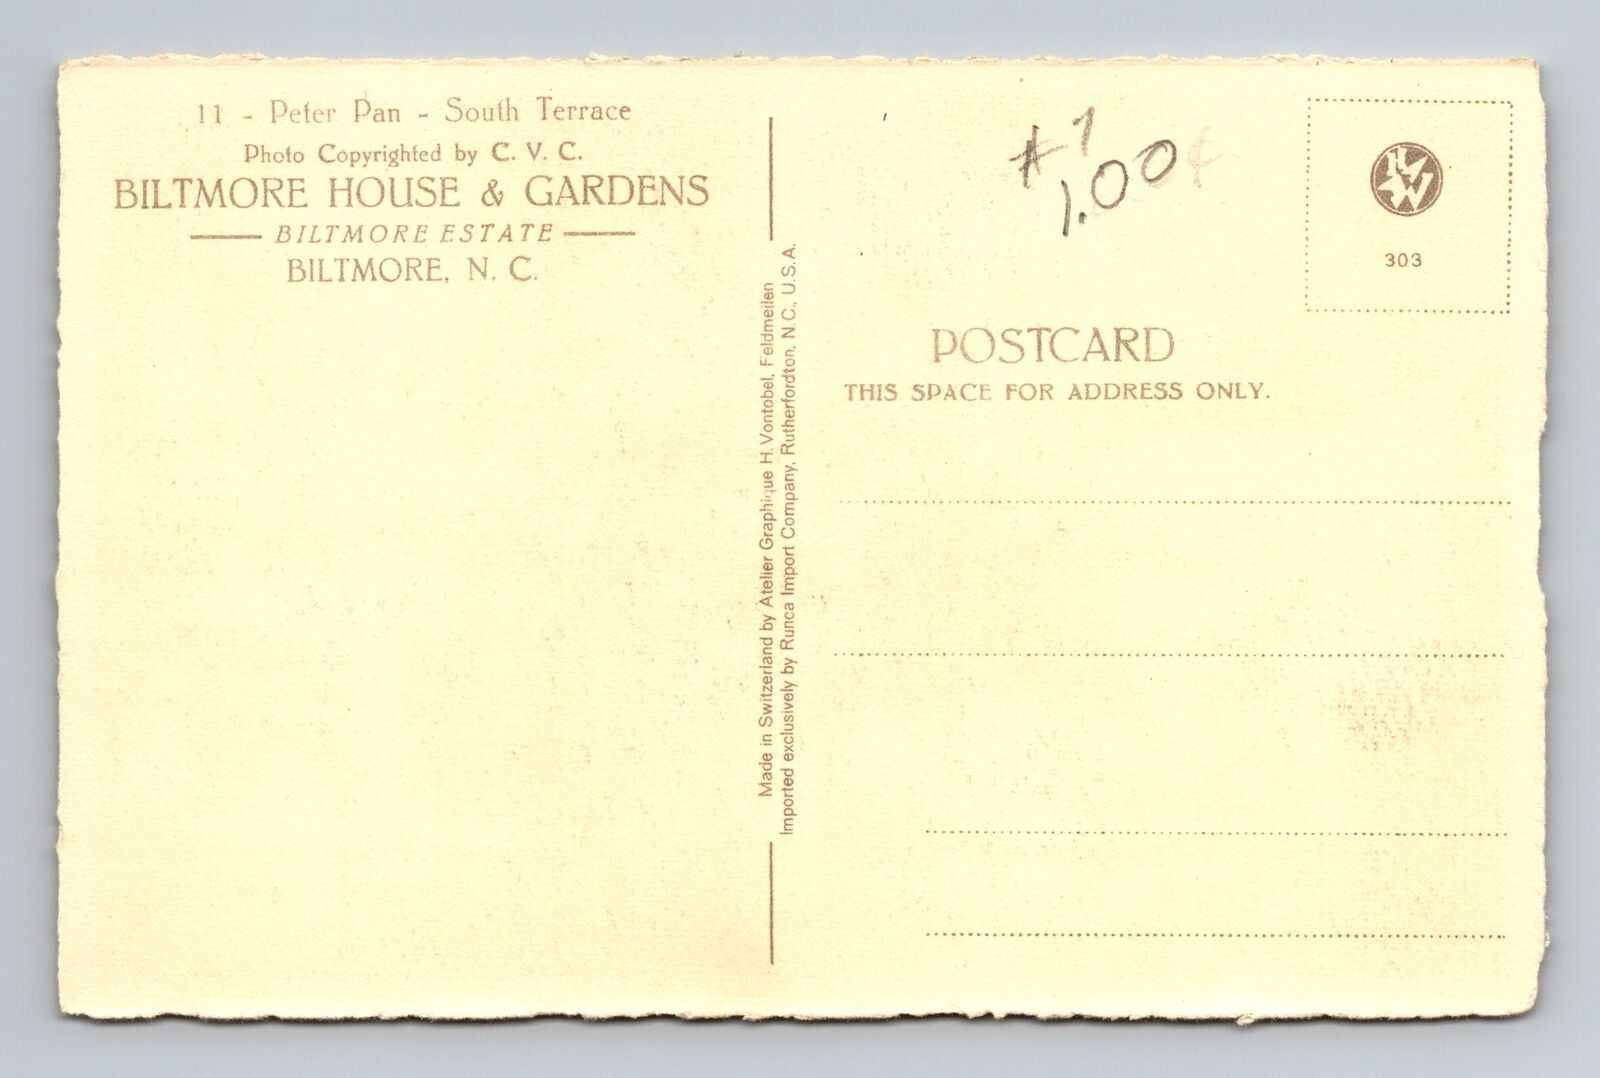 11 - Peter Pan - South Terrace
Photo Copyrighted by C. V. C.
BILTMORE HOUSE & GARDENS
BILTMORE ESTATE
BILTMORE, N. C.
Made in Switzerland by Atelier Graphique H. Vontobel, Feldmeilen
Imported exclusively by Runca Import Company, Rutherfordton, N.C., U.S.A.
1.00
303
POSTCARD
THIS SPACE FOR ADDRESS ONLY.